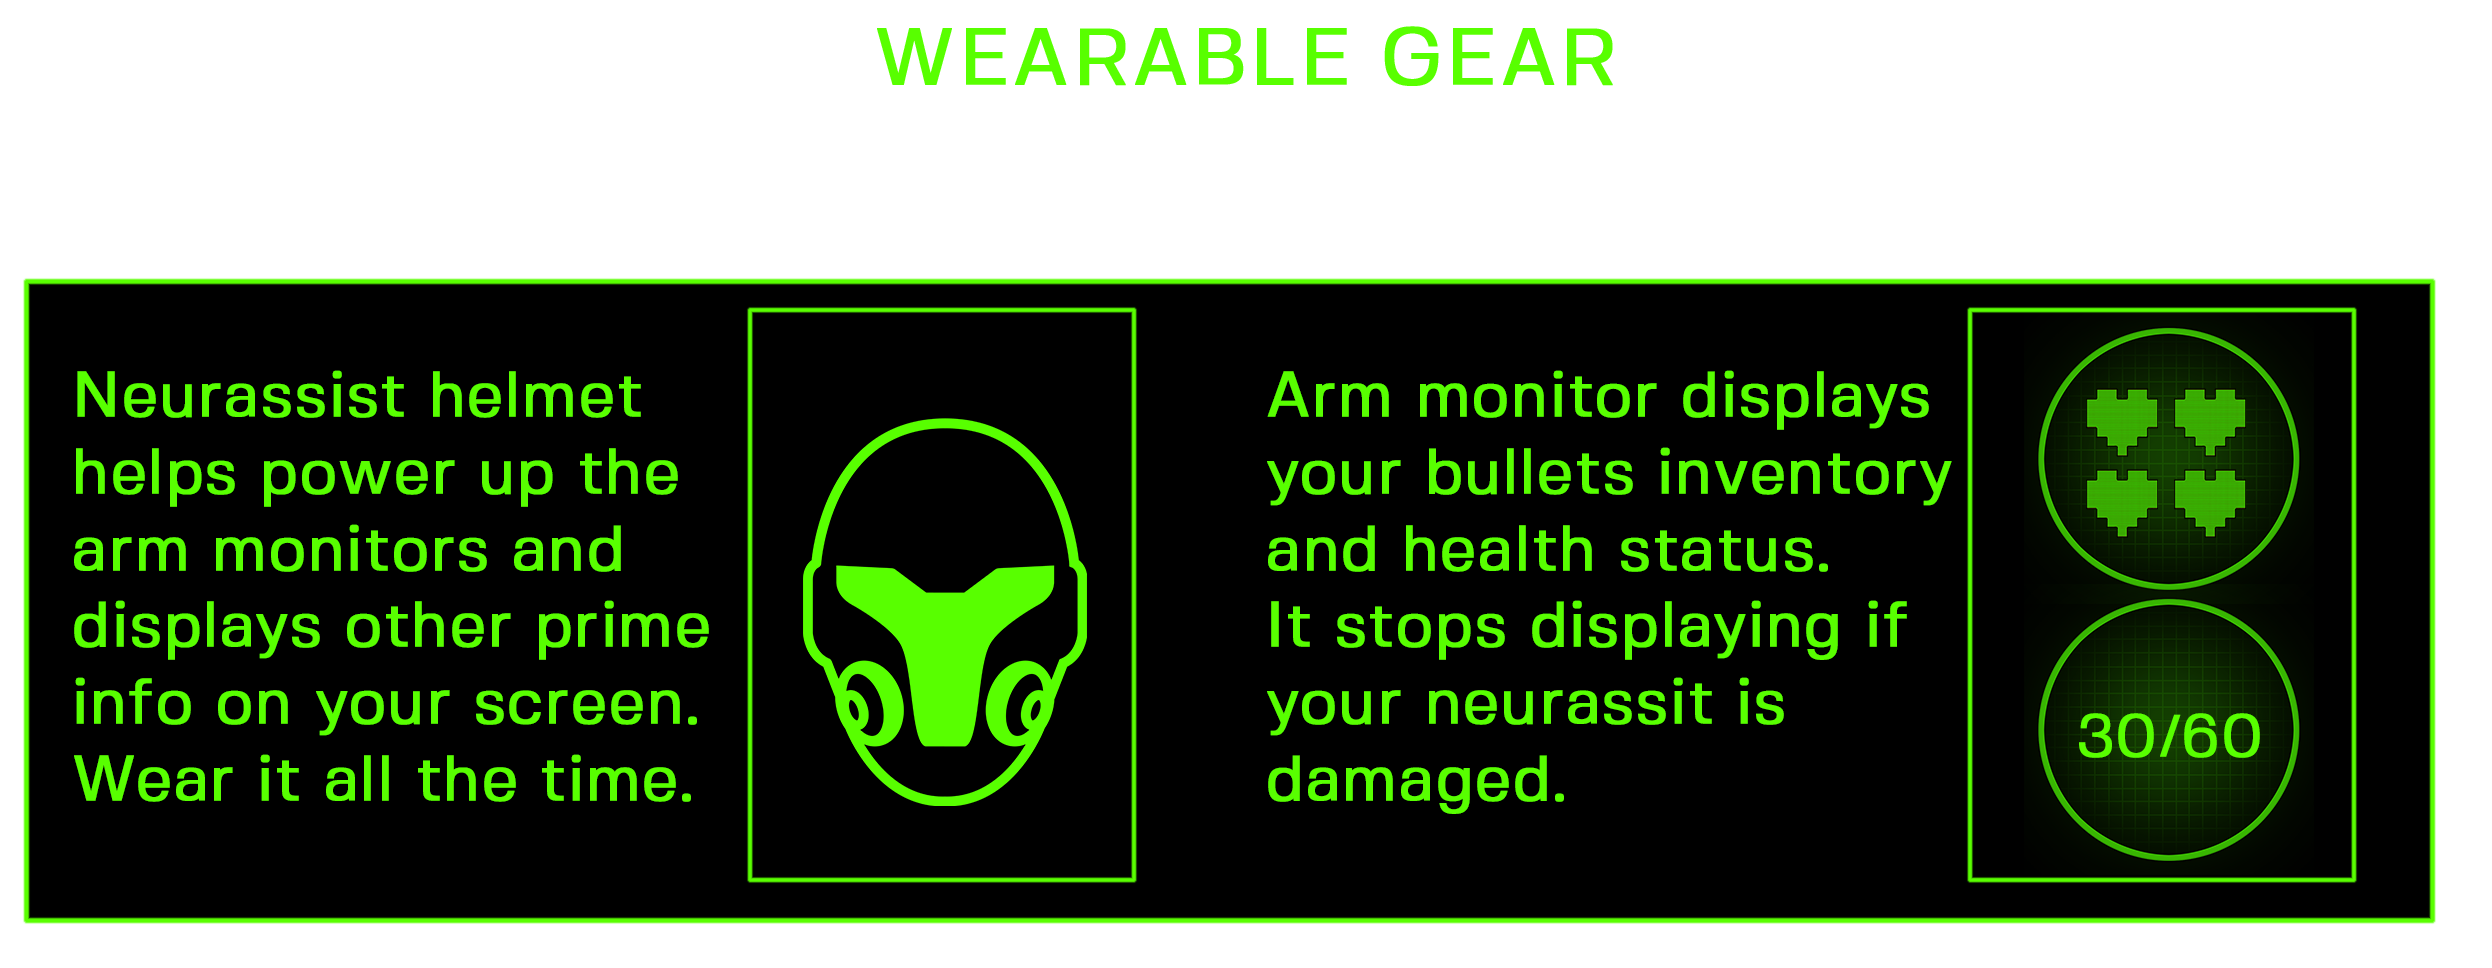 WEARABLE GEAR
Neurassist helmet
helps power up the
arm monitors and
displays other prime
info on your screen.
Wear it all the time.
Arm monitor displays
your bullets inventory
and health status.
It stops displaying if
your neurassit is
damaged.
30/60